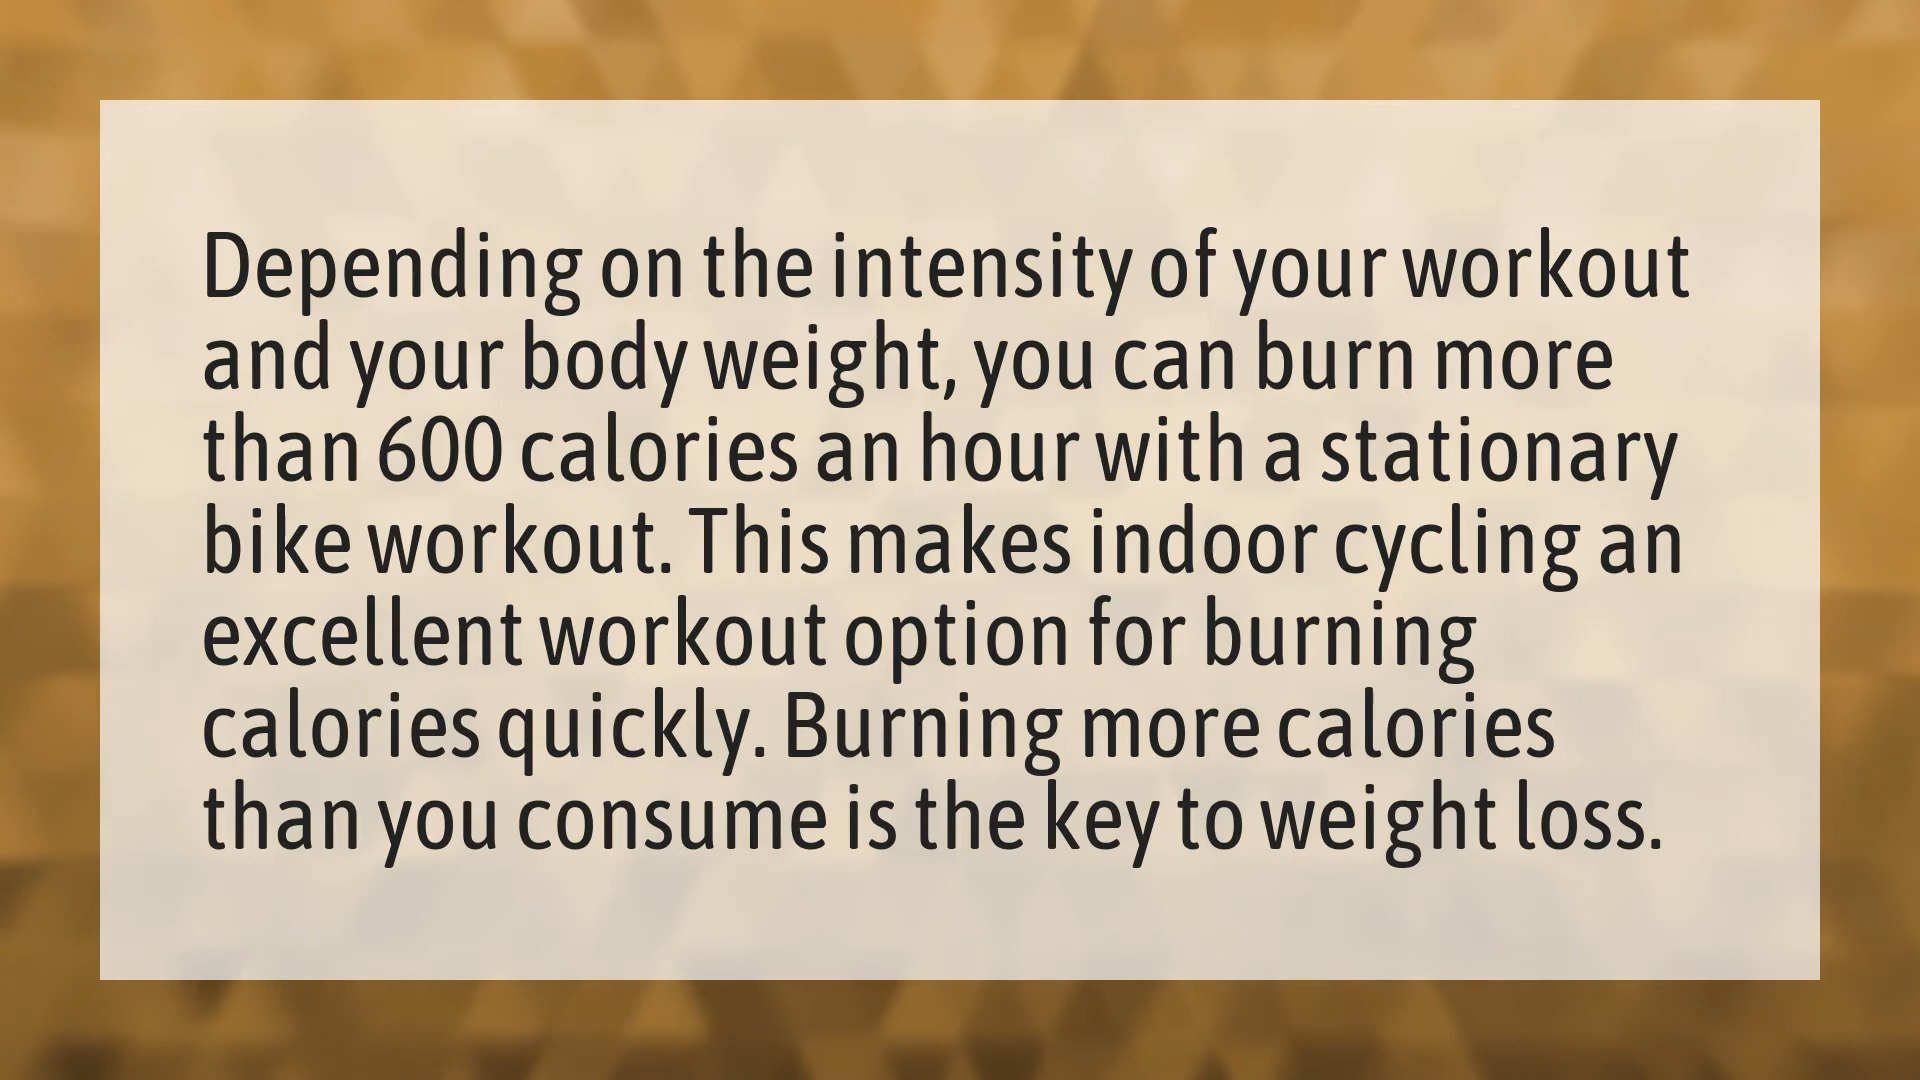 Depending on the intensity of your workout
and your body weight, you can burn more
than 600 calories an hour with a stationary
bike workout. This makes indoor cycling an
excellent workout option for burning
calories quickly. Burning more calories
than you consume is the key to weight loss.